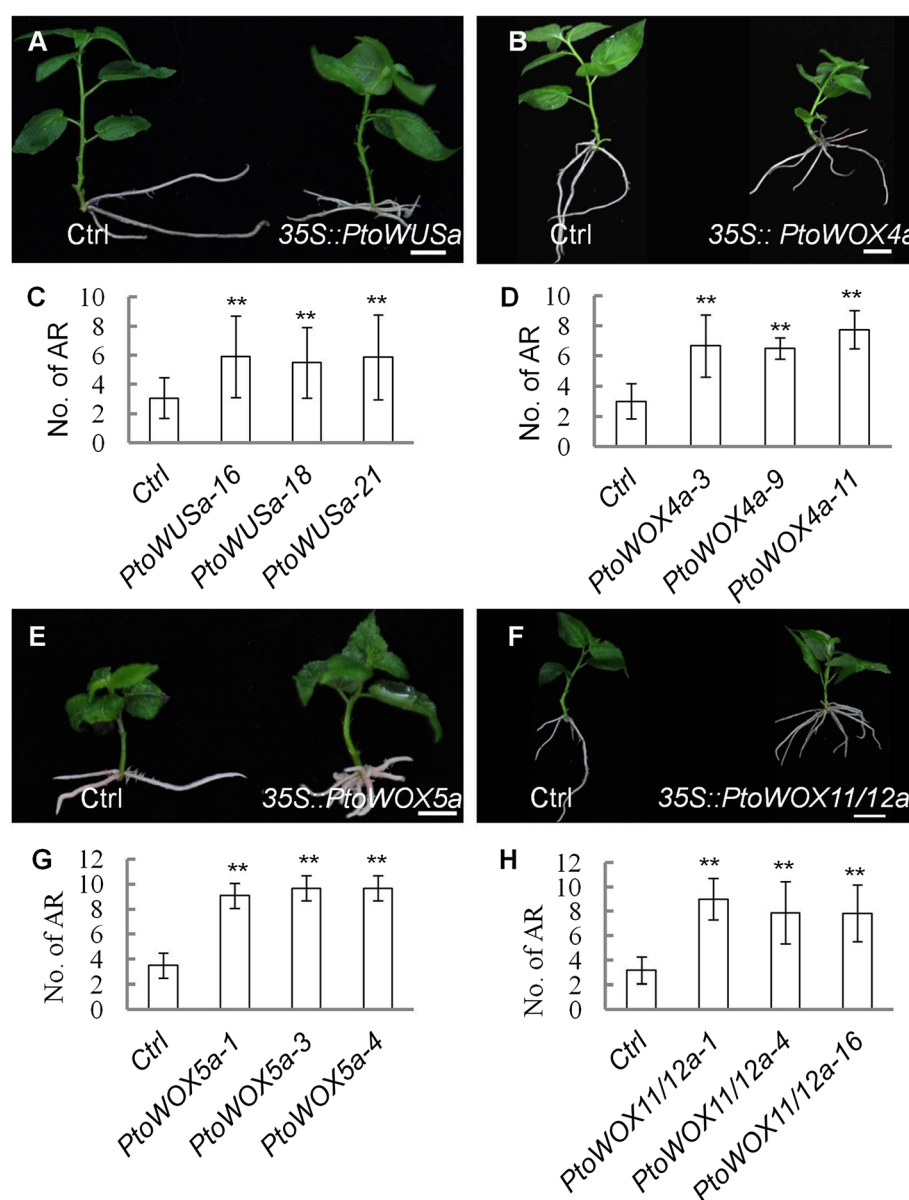 A
Ctrl
35S::PtoWUSa
B
Ctrl
35S:: PtoWOX4a
C
No. of AR
10
8
6
4
2
0
**
**
**
Ctrl
PtoWUSa-16
PtoWUSa-18
PtoWUSa-21
D
No. of AR
10
8
6
4
2
0
**
**
**
Ctrl
PtoWOX4a-3
PtoWOX4a-9
PtoWOX4a-11
E
Ctrl
35S::PtoWOX5a
F
Ctrl
35S::PtoWOX11/12a
G
No. of AR
12
10
8
6
4
2
0
**
**
**
Ctrl
PtoWOX5a-1
PtoWOX5a-3
PtoWOX5a-4
H
No. of AR
12
10
8
6
4
2
0
**
**
**
Ctrl
PtoWOX11/12a-1
PtoWOX11/12a-4
PtoWOX11/12a-16